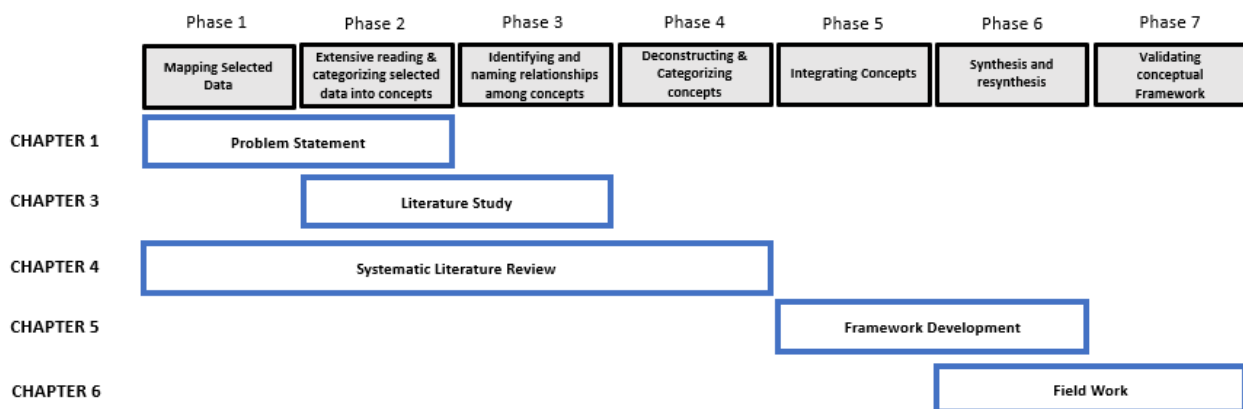 Phase 1
Phase 2
Phase 3
Phase 4
Phase 5
Phase 6
Phase 7
Mapping Selected
Data
Extensive reading &
categorizing selected
data into concepts
Identifying and
naming relationships
among concepts
Deconstructing &
Categorizing
concepts
Integrating Concepts
Synthesis and
resynthesis
Validating
conceptual
Framework
CHAPTER 1
Problem Statement
CHAPTER 3
Literature Study
CHAPTER 4
Systematic Literature Review
CHAPTER 5
Framework Development
CHAPTER 6
Field Work